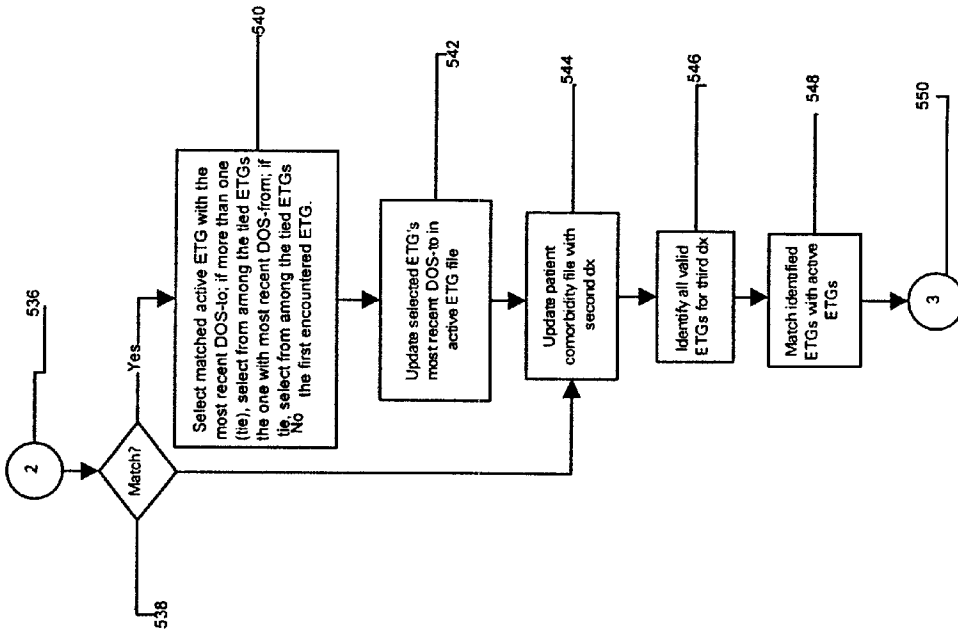 2
536
Match?
538
Yes
No
Select matched active ETG with the
most recent DOS-to; if more than one
(tie), select from among the tied ETGs
the one with most recent DOS-from; if
tie, select from among the tied ETGs
the first encountered ETG.
540
Update selected ETG's
most recent DOS-to in
active ETG file
542
Update patient
comorbidity file with
second dx
544
Identify all valid
ETGs for third dx
546
Match identified
ETGs with active
ETGs
548
3
550